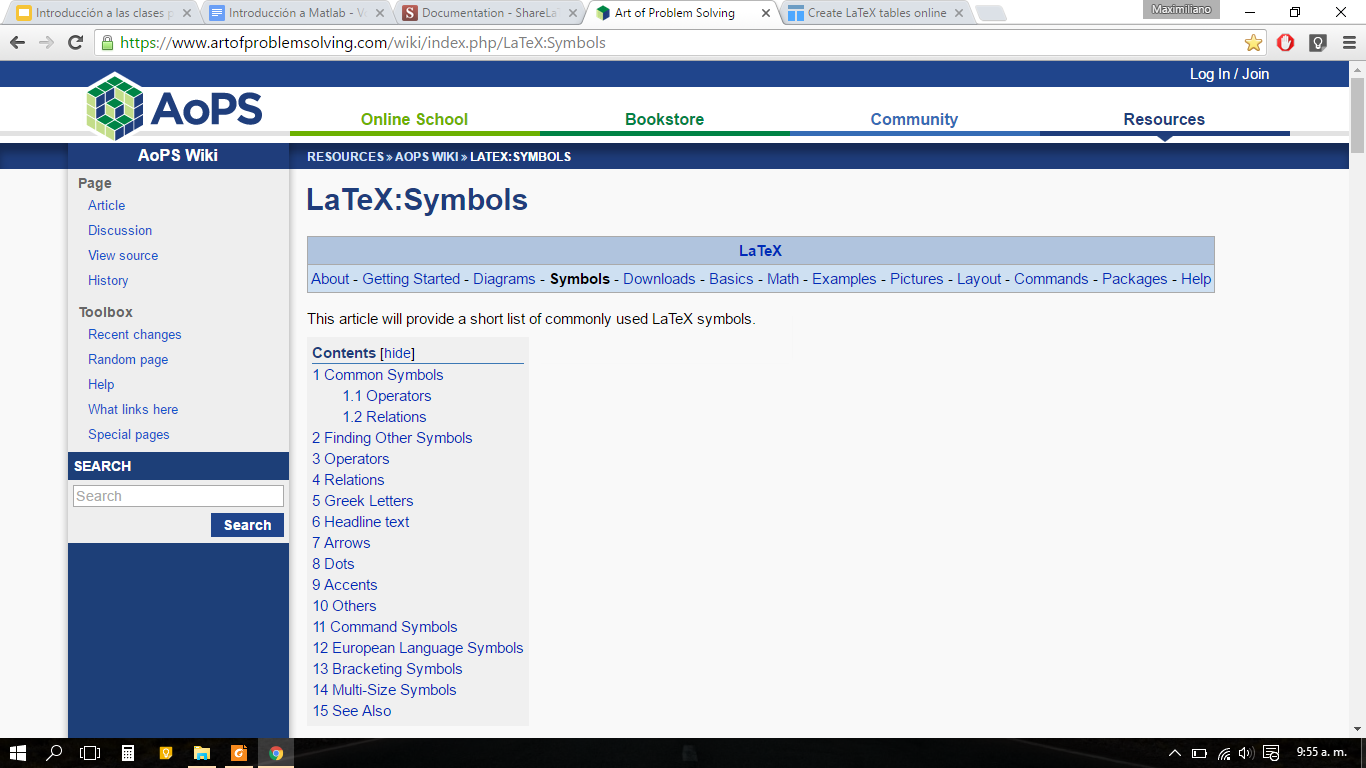 Introducción a las clases p
Introducción a Matlab - V
Documentation - ShareLa
Art of Problem Solving
Create LaTeX tables online
Maximiliano
https://www.artofproblemsolving.com/wiki/index.php/LaTeX:Symbols
Log In / Join
AoPS
Online School
Bookstore
Community
Resources
AoPS Wiki
RESOURCES » AOPS WIKI » LATEX:SYMBOLS
Page
Article
Discussion
View source
History
Toolbox
Recent changes
Random page
Help
What links here
Special pages
SEARCH
Search
Search
LaTeX:Symbols
LaTeX
About - Getting Started - Diagrams - Symbols - Downloads - Basics - Math - Examples - Pictures - Layout - Commands - Packages - Help
This article will provide a short list of commonly used LaTeX symbols.
Contents [hide]
1 Common Symbols
1.1 Operators
1.2 Relations
2 Finding Other Symbols
3 Operators
4 Relations
5 Greek Letters
6 Headline text
7 Arrows
8 Dots
9 Accents
10 Others
11 Command Symbols
12 European Language Symbols
13 Bracketing Symbols
14 Multi-Size Symbols
15 See Also
9:55 a. m.